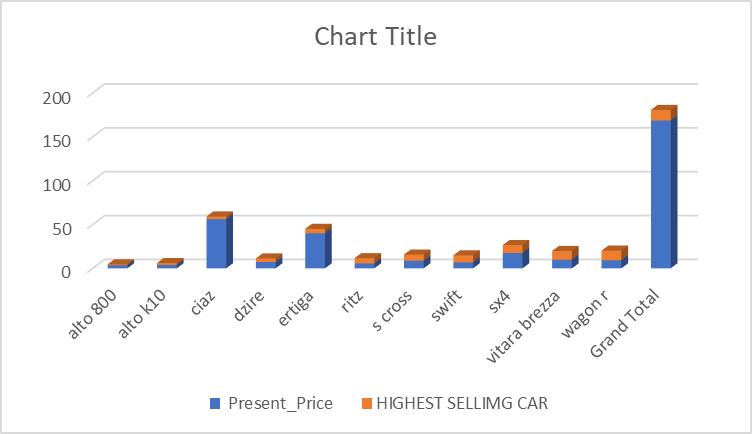 Chart Title
200
150
100
50
0
alto 800
alto k10
ciaz
dzire
ertiga
ritz
s cross
swift
sx4
vitara brezza
wagon r
Grand Total
Present_Price
HIGHEST SELLIMG CAR